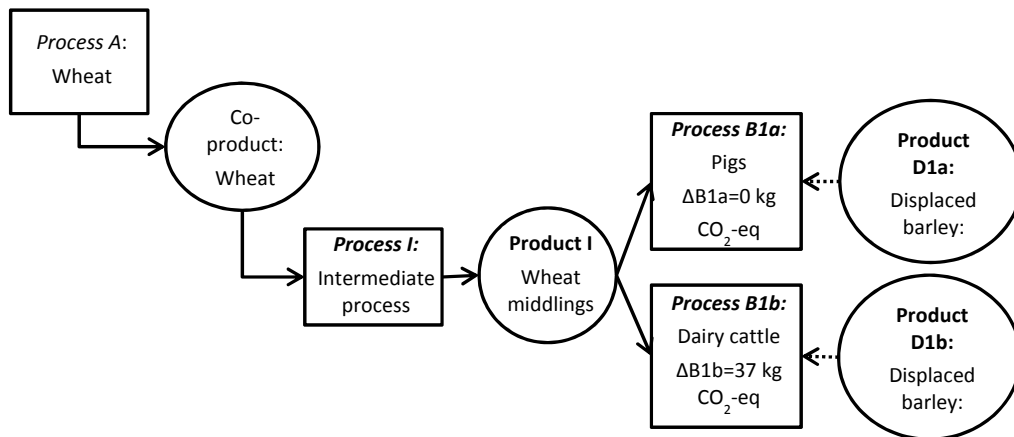 Process A:
Wheat
Co-
product:
Wheat
Process I:
Intermediate
process
Product I
Wheat
middlings
Process B1a:
Pigs
ΔB1a=0 kg
CO₂-eq
Product
D1a:
Displaced
barley:
Process B1b:
Dairy cattle
ΔB1b=37 kg
CO₂-eq
Product
D1b:
Displaced
barley: